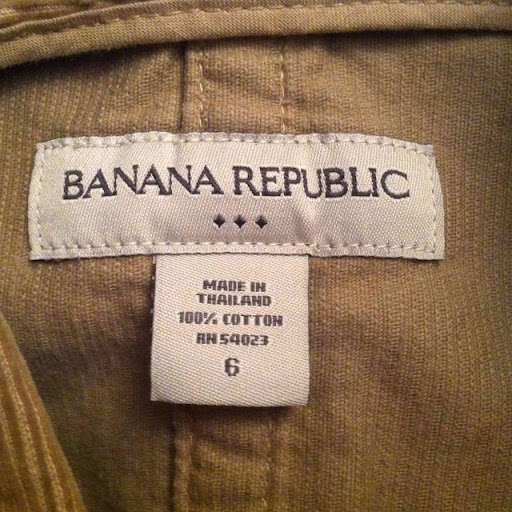 BANANA REPUBLIC
MADE IN
THAILAND
100% COTTON
RN 54023
6